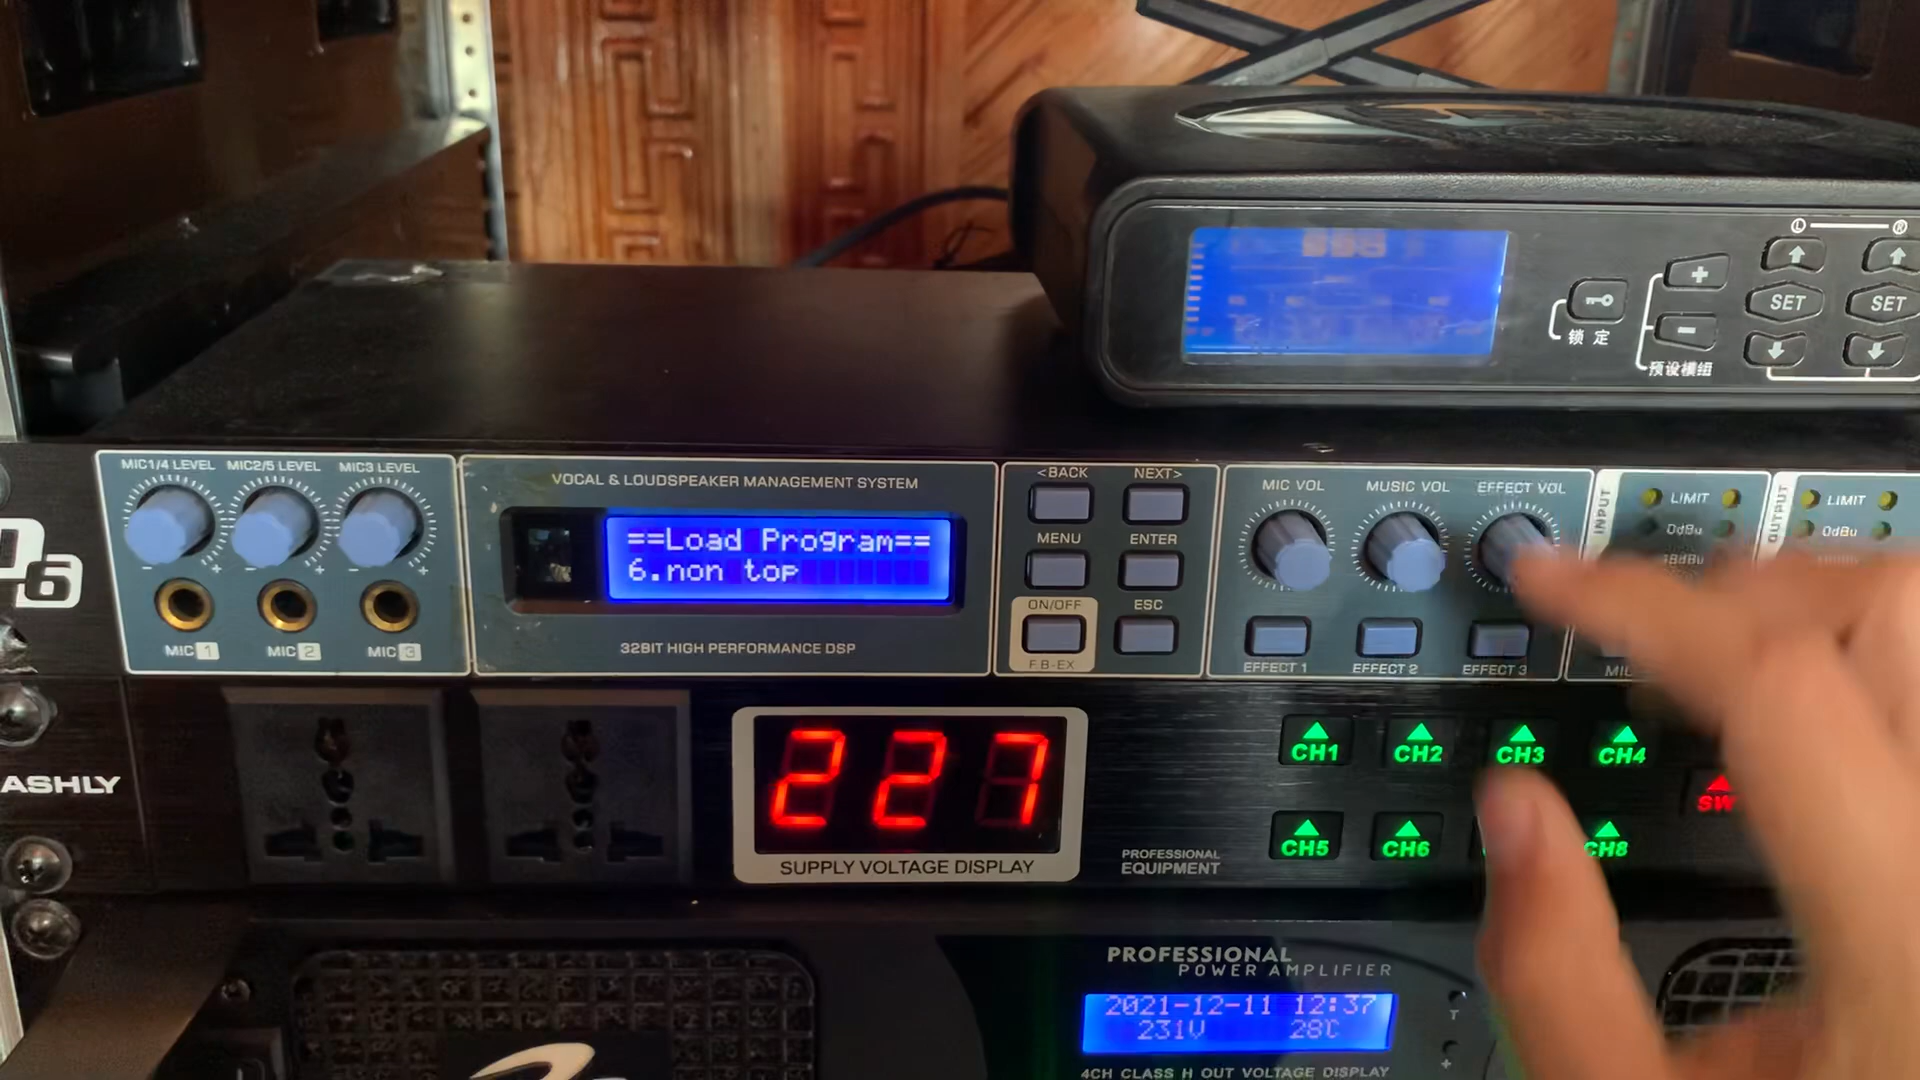 L R
SET SET
锁定
预设模组
MIC1/4 LEVEL MIC2/5 LEVEL MIC3 LEVEL
MIC 1 MIC 2 MIC 3
VOCAL & LOUDSPEAKER MANAGEMENT SYSTEM
==Load Program==
6.non top
32BIT HIGH PERFORMANCE DSP
<BACK NEXT>
MENU ENTER
ON/OFF ESC
F.B-EX
MIC VOL MUSIC VOL EFFECT VOL
EFFECT 1 EFFECT 2 EFFECT 3
INPUT
LIMIT
0dBu
OUTPUT
LIMIT
0dBu
ASHLY
227
SUPPLY VOLTAGE DISPLAY
PROFESSIONAL
EQUIPMENT
CH1 CH2 CH3 CH4
SW
CH5 CH6 CH8
PROFESSIONAL
POWER AMPLIFIER
2021-12-11 12:37
231V 28℃
4CH CLASS H OUT VOLTAGE DISPLAY